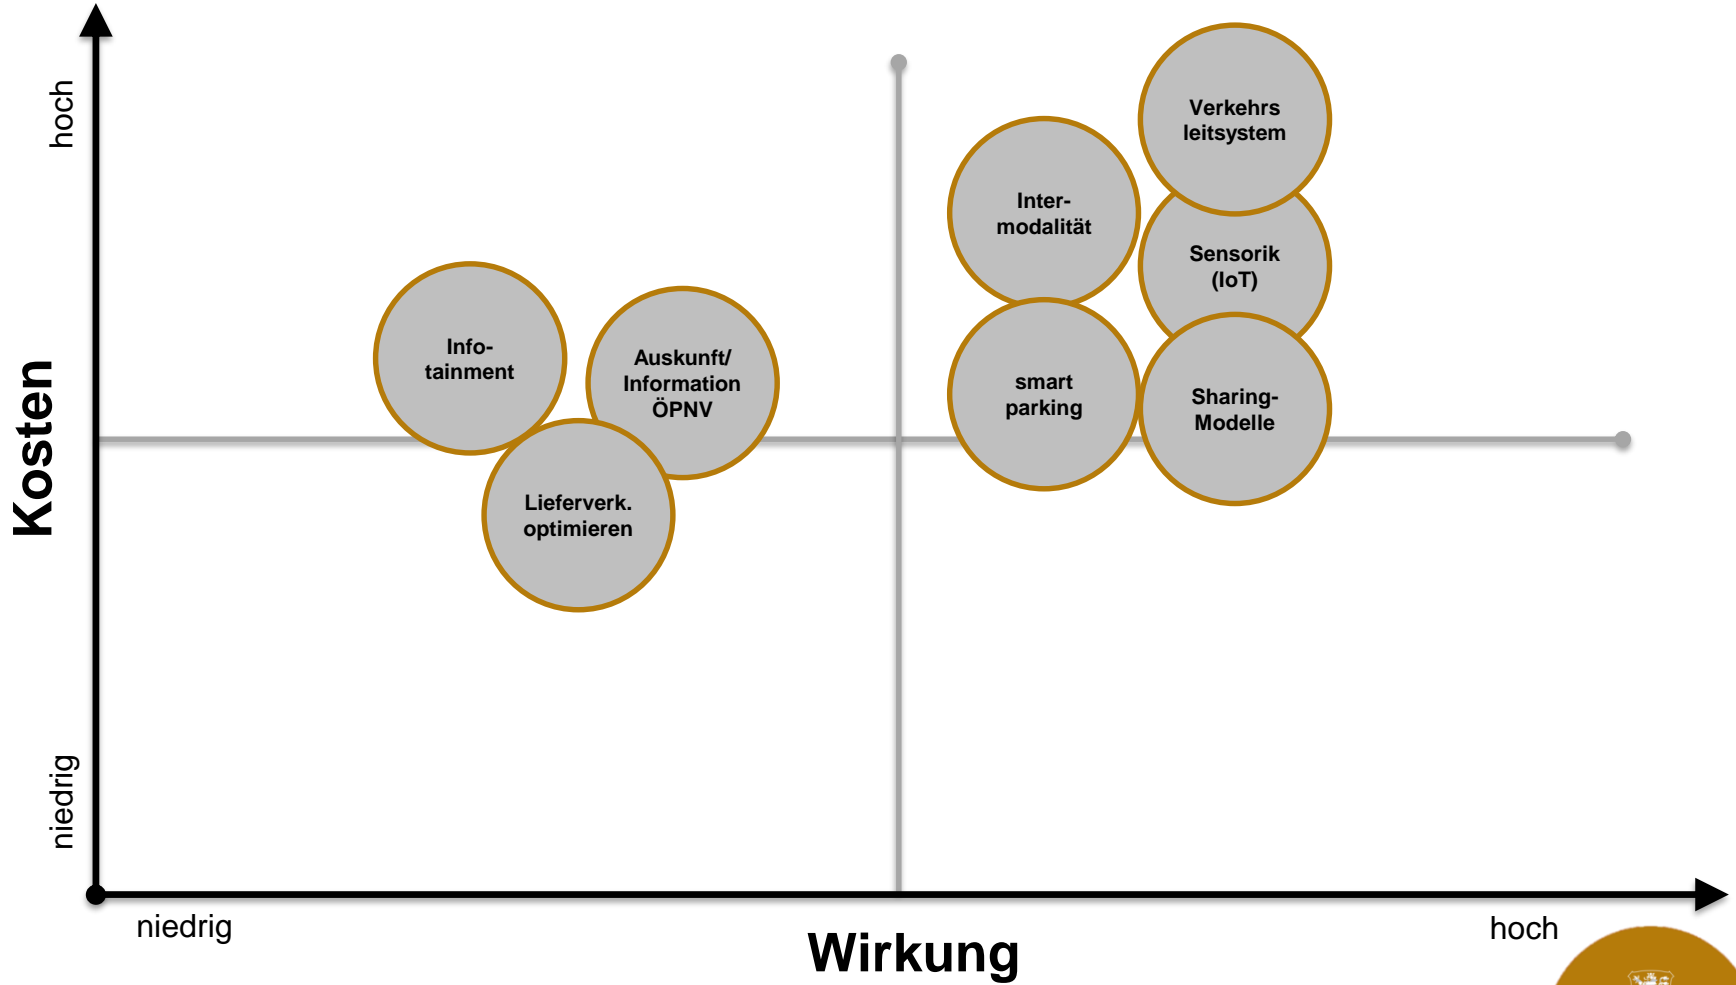 hoch
Kosten
niedrig
Verkehrs
leitsystem
Inter-
modalität
Sensorik
(IoT)
Info-
tainment
Auskunft/
Information
ÖPNV
smart
parking
Sharing-
Modelle
Lieferverk.
optimieren
niedrig
Wirkung
hoch